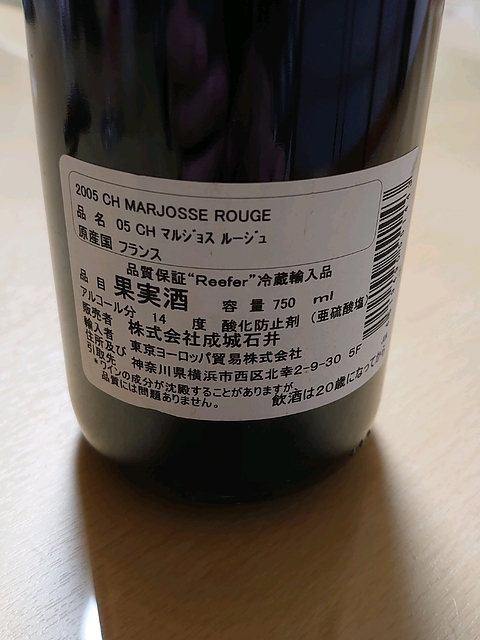 2005 CH MARJOSSE ROUGE
品 名 05 CH マルジョス ルージュ
原産国 フランス
品質保証“Reefer”冷蔵輸入品
品目 果実酒 容量 750 ml
アルコール分 14 度 酸化防止剤 (亜硫酸塩)
販売者 株式会社成城石井
輸入者 東京ヨーロッパ貿易株式会社
住所及び 神奈川県横浜市西区北幸2-9-30 5F
引取先
*ワインの成分が沈殿することがありますが、
品質には問題ありません。 飲酒は20歳になってから